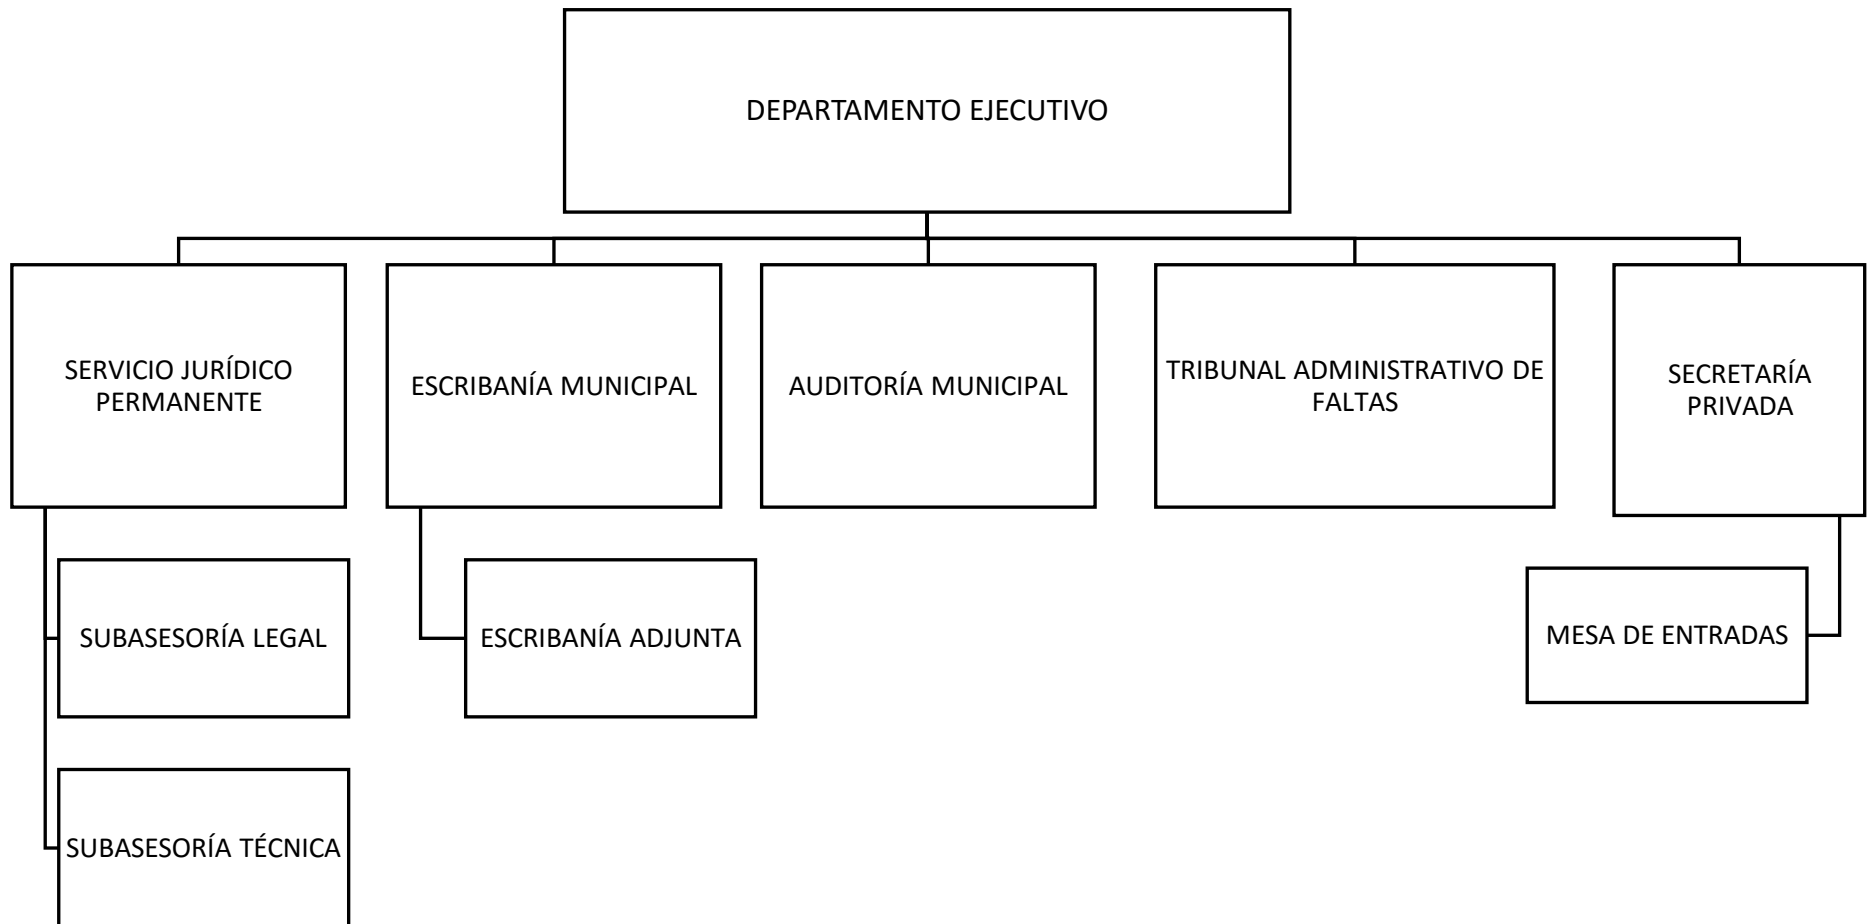 DEPARTAMENTO EJECUTIVO
SERVICIO JURÍDICO
PERMANENTE
ESCRIBANÍA MUNICIPAL
AUDITORÍA MUNICIPAL
TRIBUNAL ADMINISTRATIVO DE
FALTAS
SECRETARÍA
PRIVADA
SUBASESORÍA LEGAL
ESCRIBANÍA ADJUNTA
MESA DE ENTRADAS
SUBASESORÍA TÉCNICA